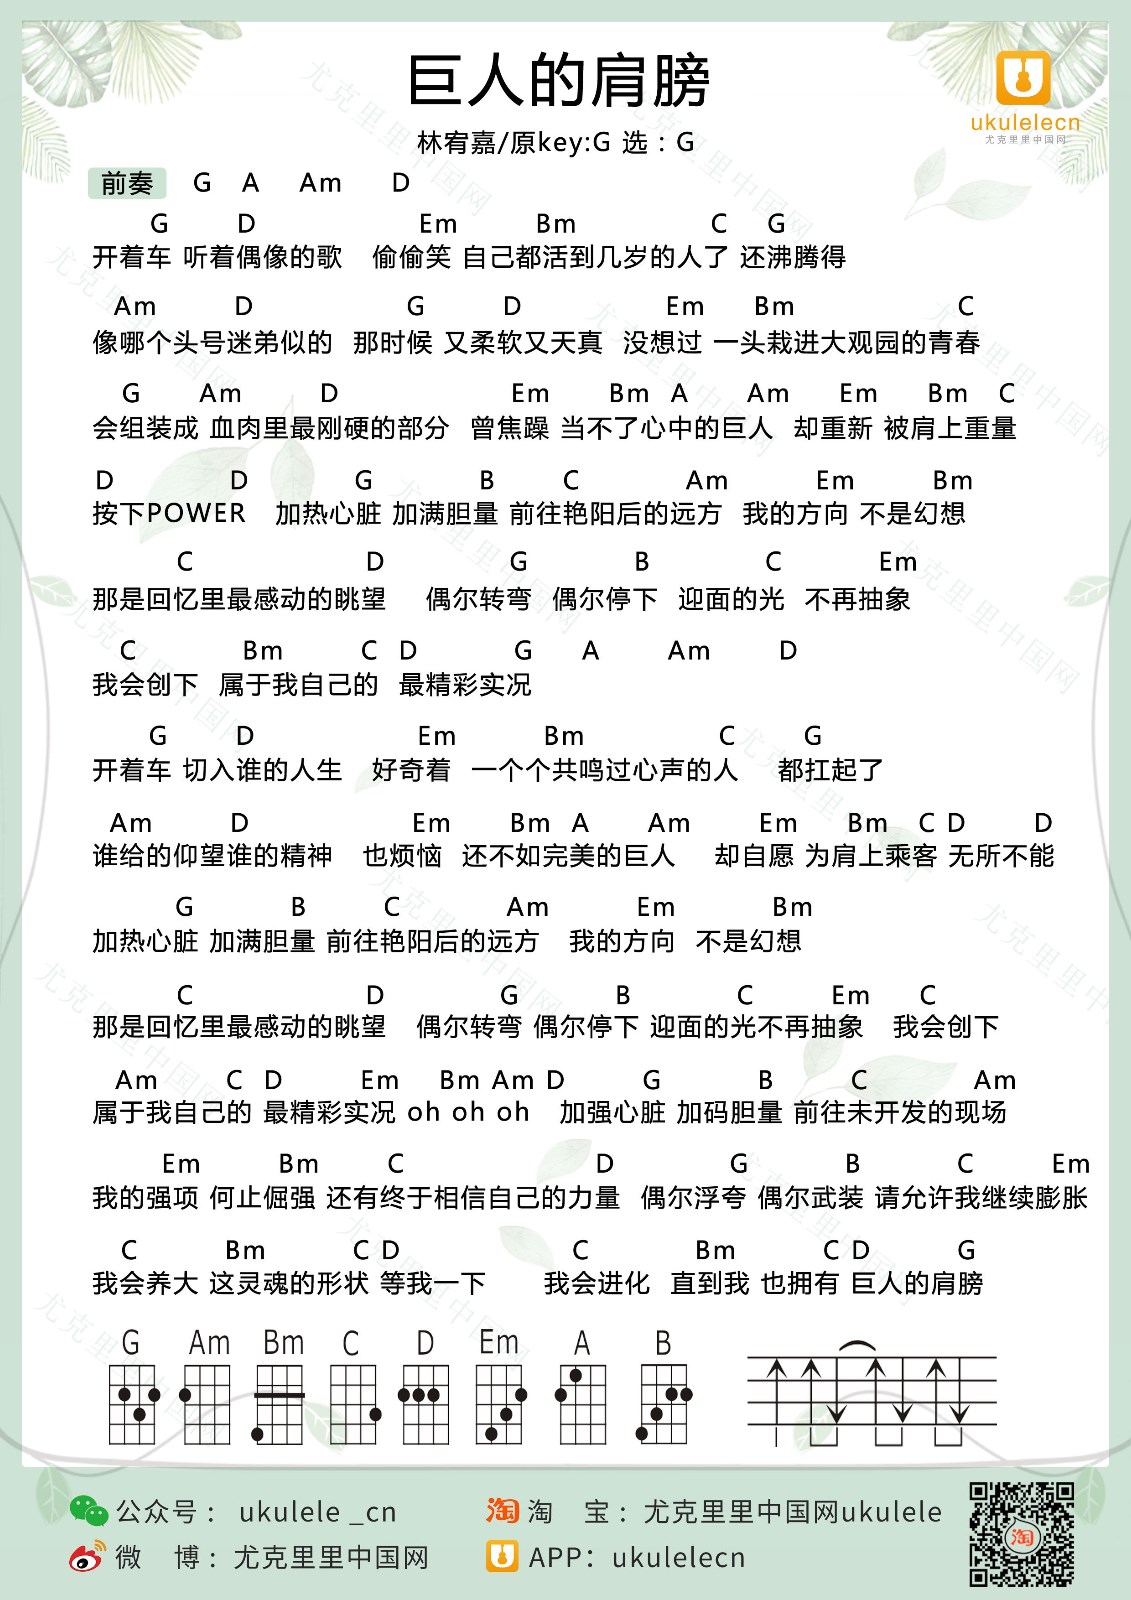 巨人的肩膀
ukulelecn
尤克里里中国网
林宥嘉/原key:G 选：G
前奏 G A Am D
G D Em Bm C G
开着车 听着偶像的歌 偷偷笑 自己都活到几岁的人了 还沸腾得
Am D G D Em Bm C
像哪个头号迷弟似的 那时候 又柔软又天真 没想过 一头栽进大观园的青春
G Am D Em Bm A Am Em Bm C
会组装成 血肉里最刚硬的部分 曾焦躁 当不了心中的巨人 却重新 被肩上重量
D D G B C Am Em Bm
按下POWER 加热心脏 加满胆量 前往艳阳后的远方 我的方向 不是幻想
C D G B C Em
那是回忆里最感动的眺望 偶尔转弯 偶尔停下 迎面的光 不再抽象
C Bm C D G A Am D
我会创下 属于我自己的 最精彩实况
G D Em Bm C G
开着车 切入谁的人生 好奇着 一个个共鸣过心声的人 都扛起了
Am D Em Bm A Am Em Bm C D D
谁给的仰望谁的精神 也烦恼 还不如完美的巨人 却自愿 为肩上乘客 无所不能
G B C Am Em Bm
加热心脏 加满胆量 前往艳阳后的远方 我的方向 不是幻想
C D G B C Em C
那是回忆里最感动的眺望 偶尔转弯 偶尔停下 迎面的光不再抽象 我会创下
Am C D Em Bm Am D G B C Am
属于我自己的 最精彩实况 oh oh oh 加强心脏 加码胆量 前往未开发的现场
Em Bm C D G B C Em
我的强项 何止倔强 还有终于相信自己的力量 偶尔浮夸 偶尔武装 请允许我继续膨胀
C Bm C D C Bm C D G
我会养大 这灵魂的形状 等我一下 我会进化 直到我 也拥有 巨人的肩膀
G Am Bm C D Em A B
公众号： ukulele _cn
淘 淘 宝：尤克里里中国网ukulele
微 博：尤克里里中国网
APP：ukulelecn
淘